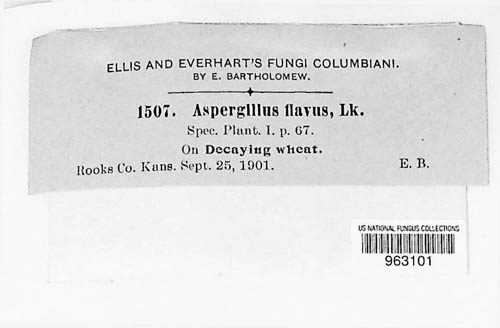 ELLIS AND EVERHART'S FUNGI COLUMBIANI.
BY E. BARTHOLOMEW.
1507. Aspergillus flavus, Lk.
Spec. Plant. I. p. 67.
On Decaying wheat.
Rooks Co. Kans. Sept. 25, 1901. E. B.
US NATIONAL FUNGUS COLLECTIONS
963101